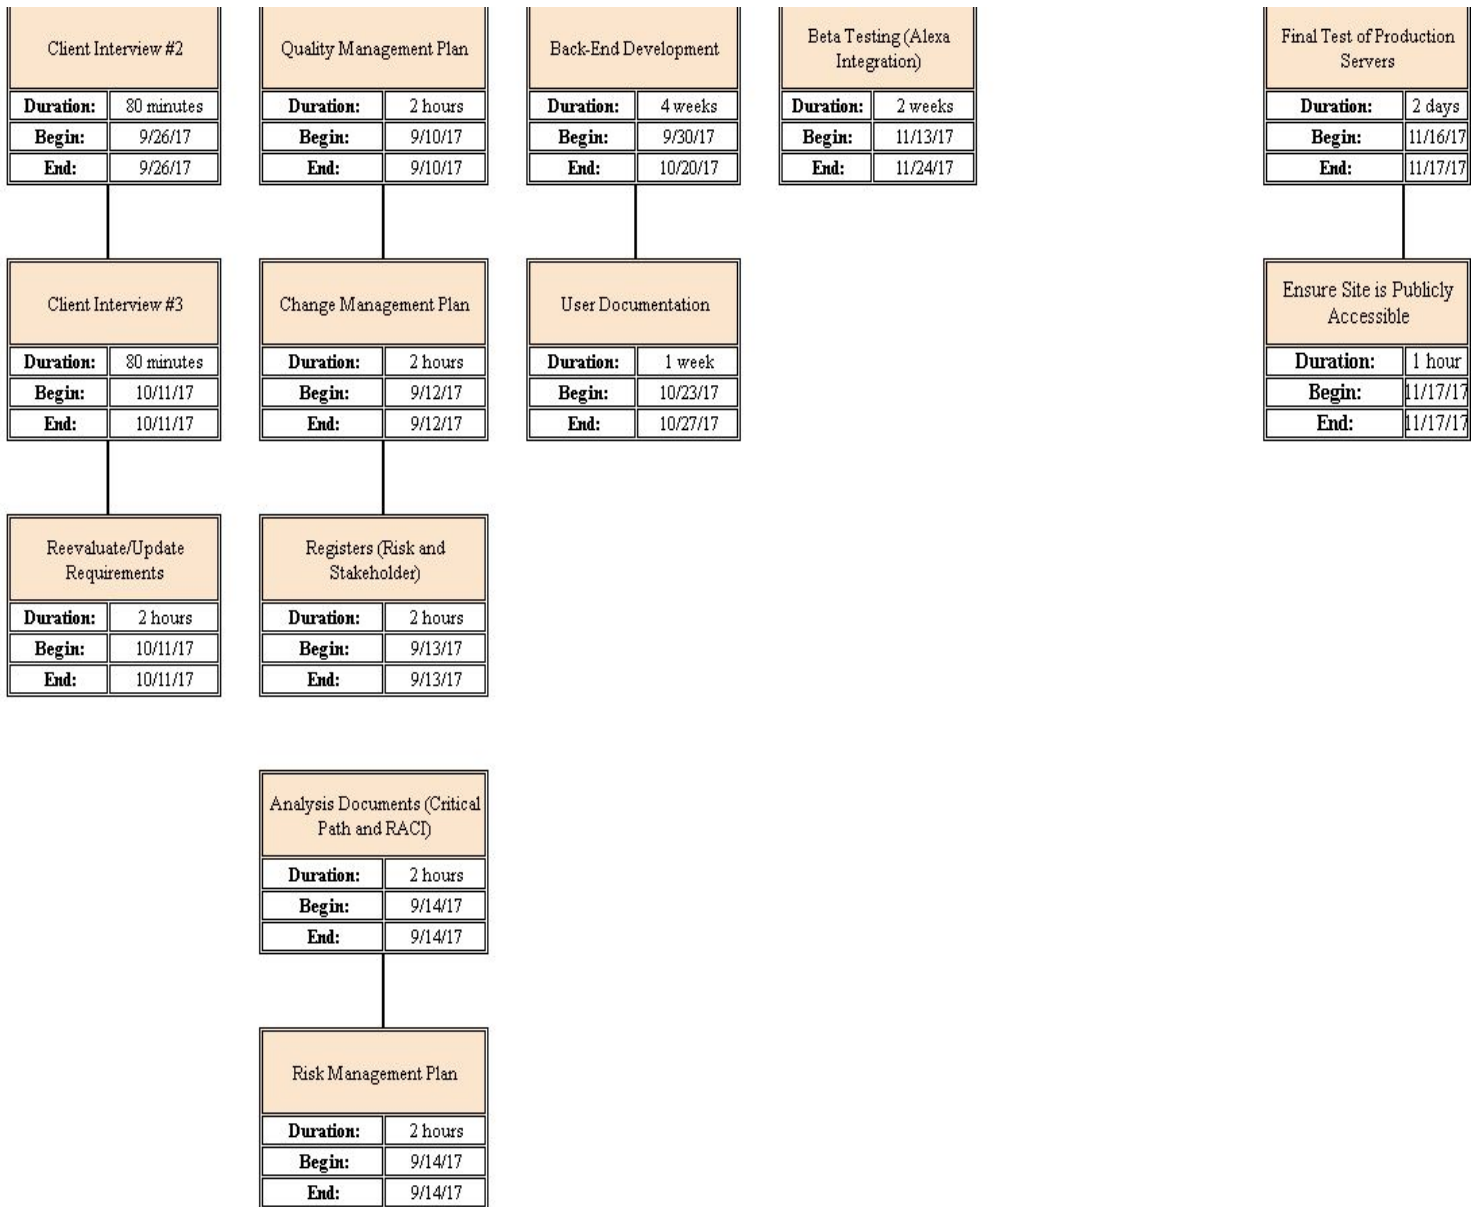 Client Interview #2
Duration: 80 minutes
Begin: 9/26/17
End: 9/26/17
Client Interview #3
Duration: 80 minutes
Begin: 10/11/17
End: 10/11/17
Reevaluate/Update
Requirements
Duration: 2 hours
Begin: 10/11/17
End: 10/11/17
Quality Management Plan
Duration: 2 hours
Begin: 9/10/17
End: 9/10/17
Change Management Plan
Duration: 2 hours
Begin: 9/12/17
End: 9/12/17
Registers (Risk and
Stakeholder)
Duration: 2 hours
Begin: 9/13/17
End: 9/13/17
Analysis Documents (Critical
Path and RACI)
Duration: 2 hours
Begin: 9/14/17
End: 9/14/17
Risk Management Plan
Duration: 2 hours
Begin: 9/14/17
End: 9/14/17
Back-End Development
Duration: 4 weeks
Begin: 9/30/17
End: 10/20/17
User Documentation
Duration: 1 week
Begin: 10/23/17
End: 10/27/17
Beta Testing (Alexa
Integration)
Duration: 2 weeks
Begin: 11/13/17
End: 11/24/17
Final Test of Production
Servers
Duration: 2 days
Begin: 11/16/17
End: 11/17/17
Ensure Site is Publicly
Accessible
Duration: 1 hour
Begin: 11/17/17
End: 11/17/17